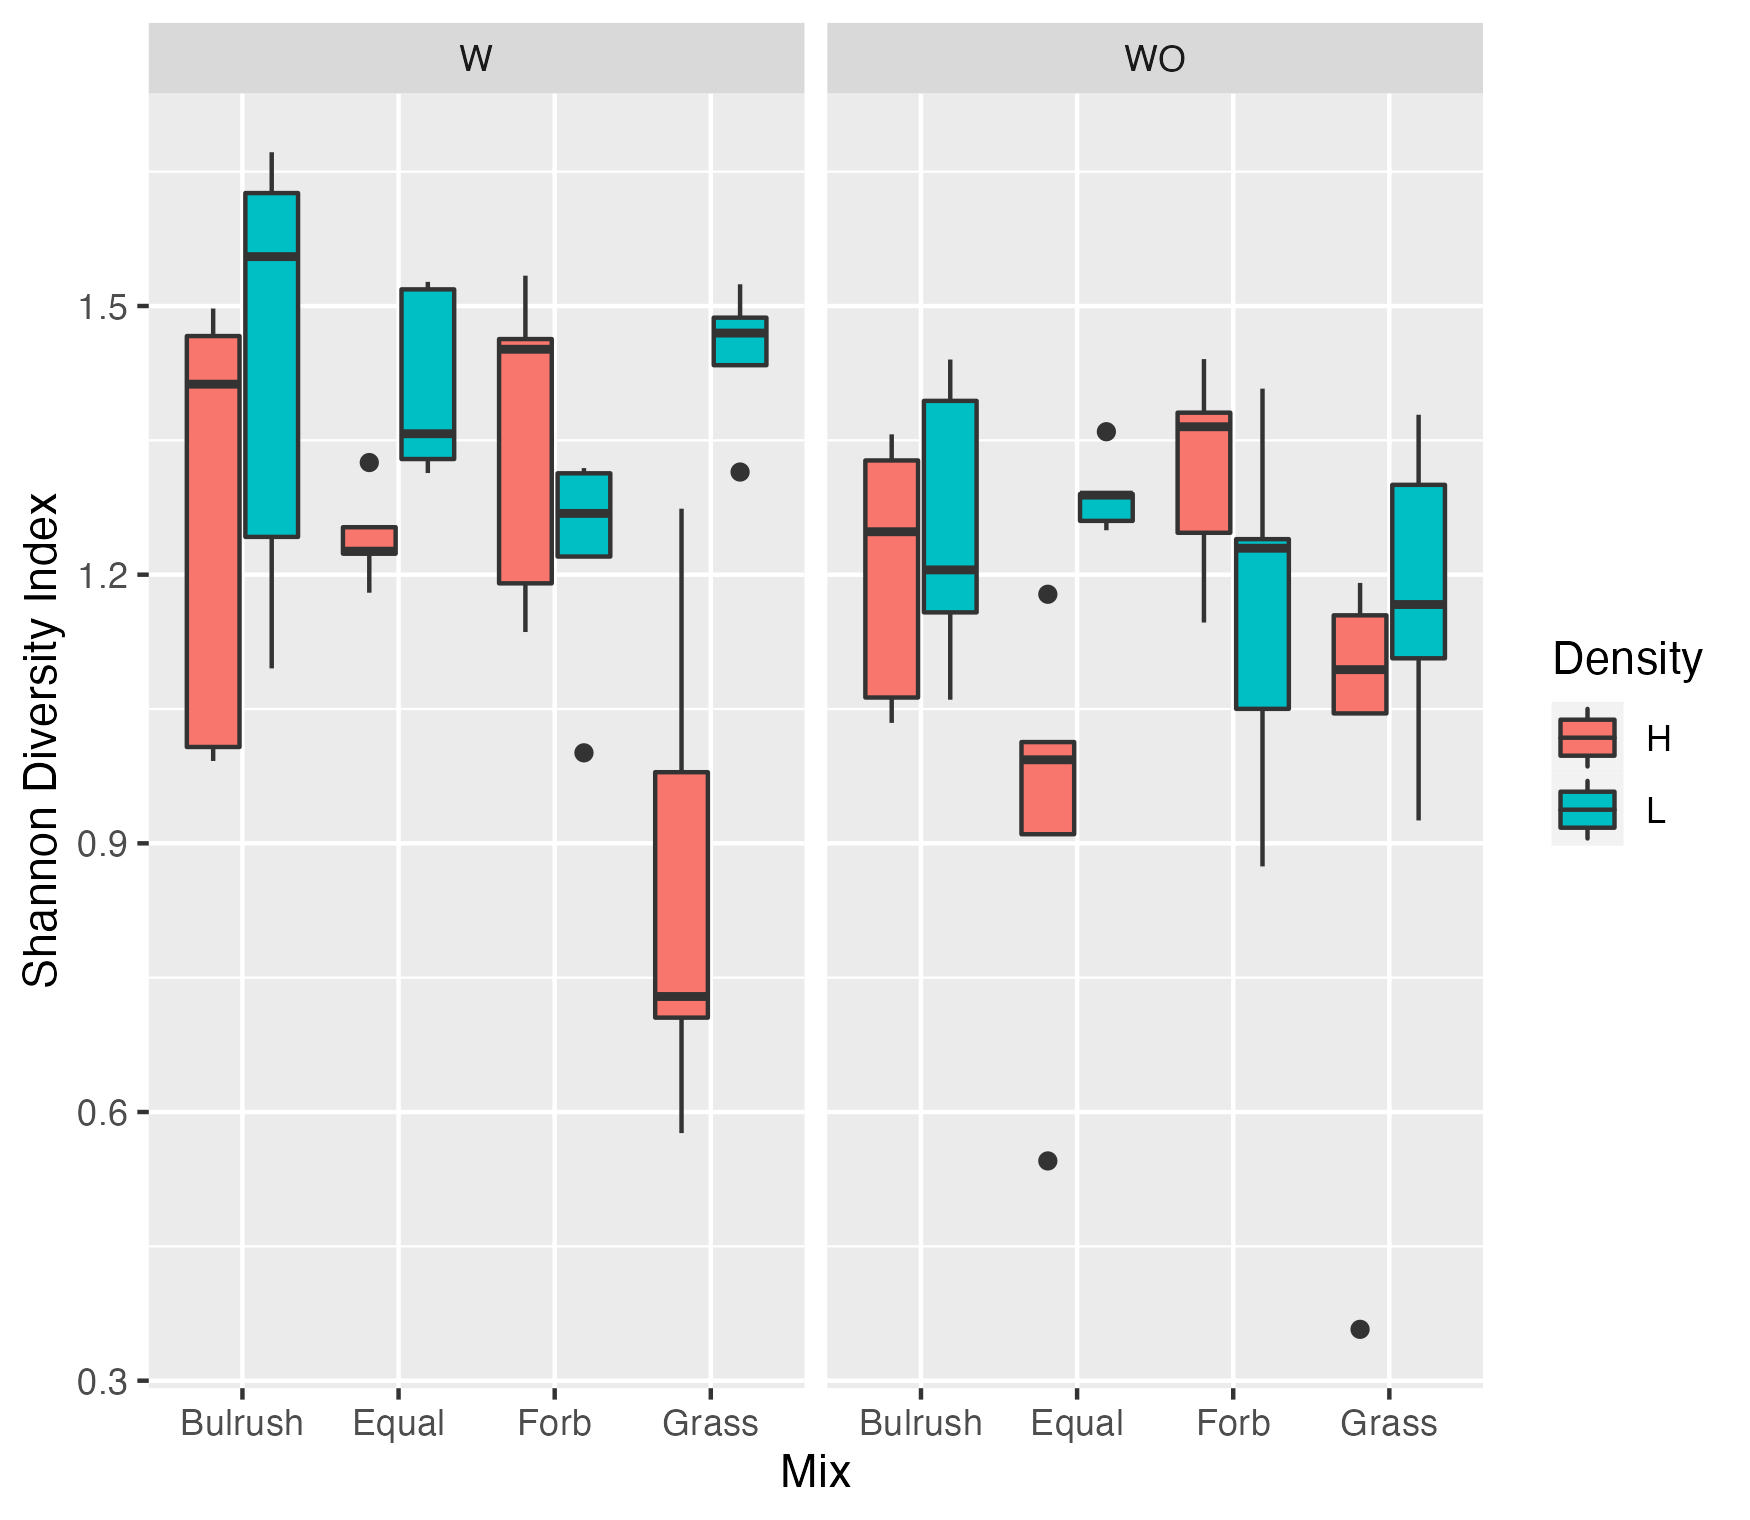 W
WO
Shannon Diversity Index
1.5
1.2
0.9
0.6
0.3
Bulrush Equal Forb Grass
Bulrush Equal Forb Grass
Mix
Density
H
L